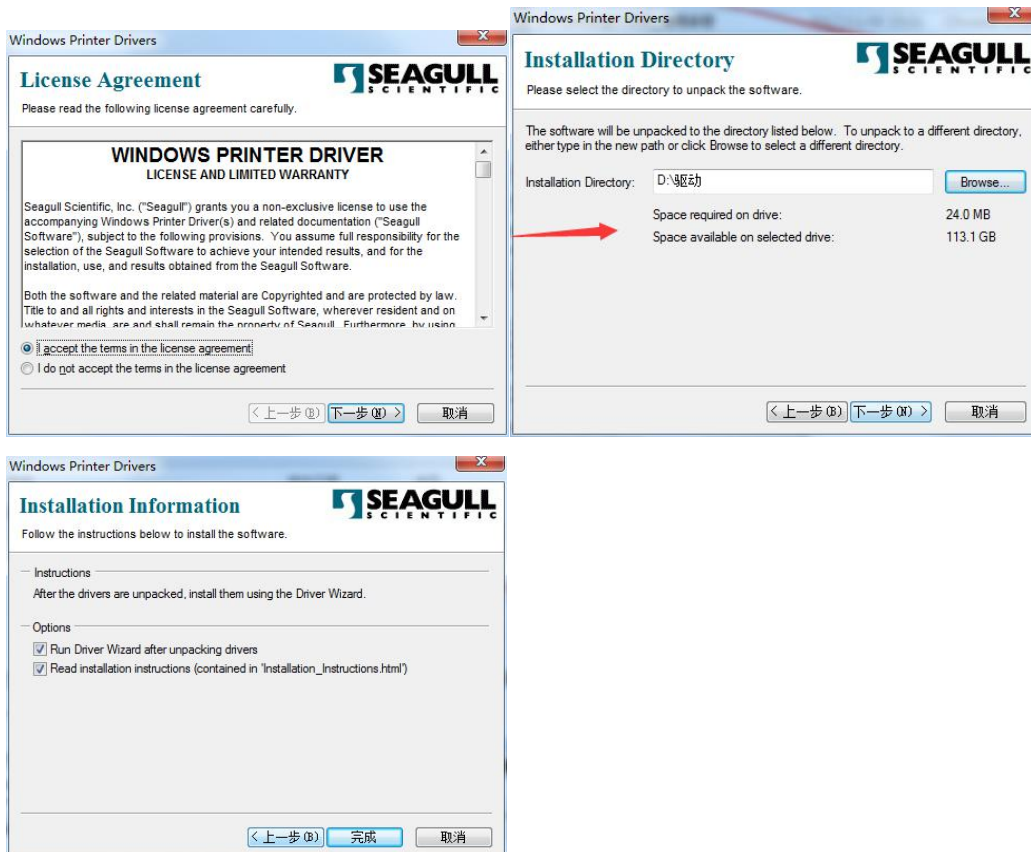 Windows Printer Drivers
License Agreement
SEAGULL
SCIENTIFIC
Please read the following license agreement carefully.
WINDOWS PRINTER DRIVER
LICENSE AND LIMITED WARRANTY
Seagull Scientific, Inc. ("Seagull") grants you a non-exclusive license to use the
accompanying Windows Printer Driver(s) and related documentation ("Seagull
Software"), subject to the following provisions. You assume full responsibility for the
selection of the Seagull Software to achieve your intended results, and for the
installation, use, and results obtained from the Seagull Software.
Both the software and the related material are Copyrighted and are protected by law.
Title to and all rights and interests in the Seagull Software, wherever resident and on
whatever media, are and shall remain the property of Seagull. Furthermore, by using
I accept the terms in the license agreement
I do not accept the terms in the license agreement
< 上一步(B)
下一步(N) >
取消
Windows Printer Drivers
Installation Directory
SEAGULL
SCIENTIFIC
Please select the directory to unpack the software.
The software will be unpacked to the directory listed below. To unpack to a different directory,
either type in the new path or click Browse to select a different directory.
Installation Directory: D:\驱动 Browse...
Space required on drive: 24.0 MB
Space available on selected drive: 113.1 GB
< 上一步(B)
下一步(N) >
取消
Windows Printer Drivers
Installation Information
SEAGULL
SCIENTIFIC
Follow the instructions below to install the software.
Instructions
After the drivers are unpacked, install them using the Driver Wizard.
Options
Run Driver Wizard after unpacking drivers
Read installation instructions (contained in 'Installation_Instructions.html')
< 上一步(B)
完成
取消